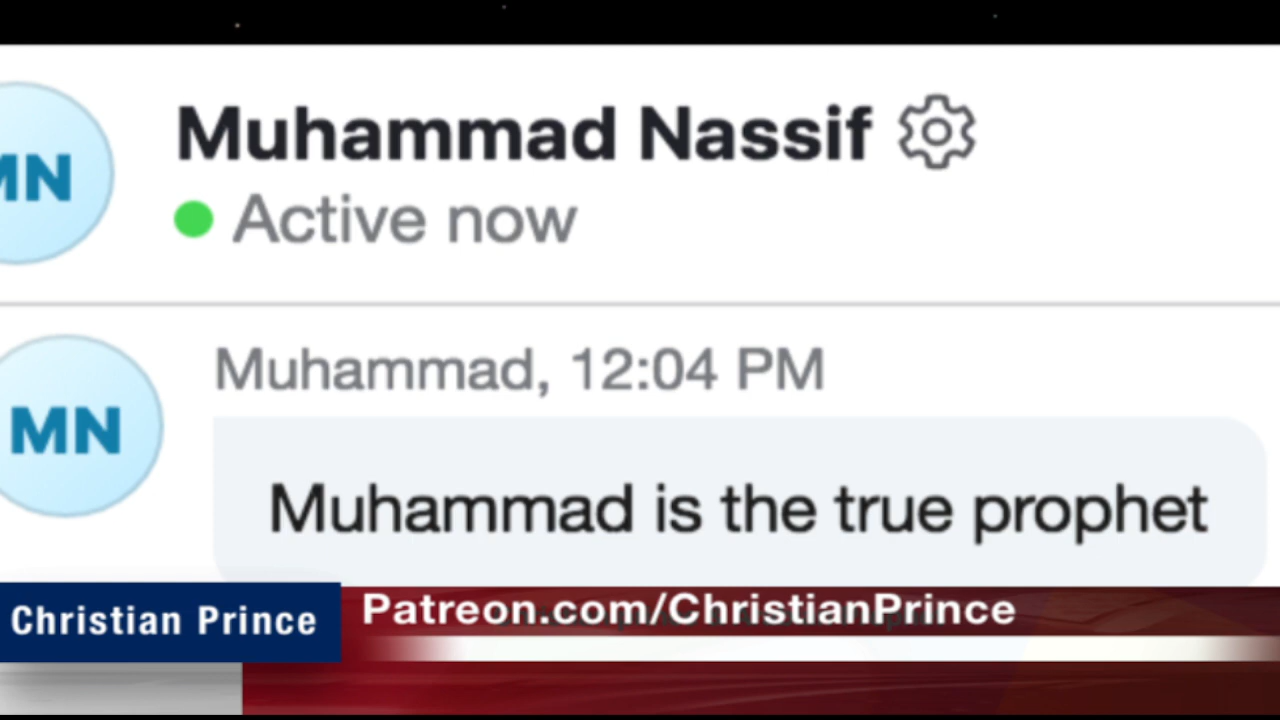 MN
Muhammad Nassif
Active now
Muhammad, 12:04 PM
MN
Muhammad is the true prophet
Christian Prince
Patreon.com/ChristianPrince